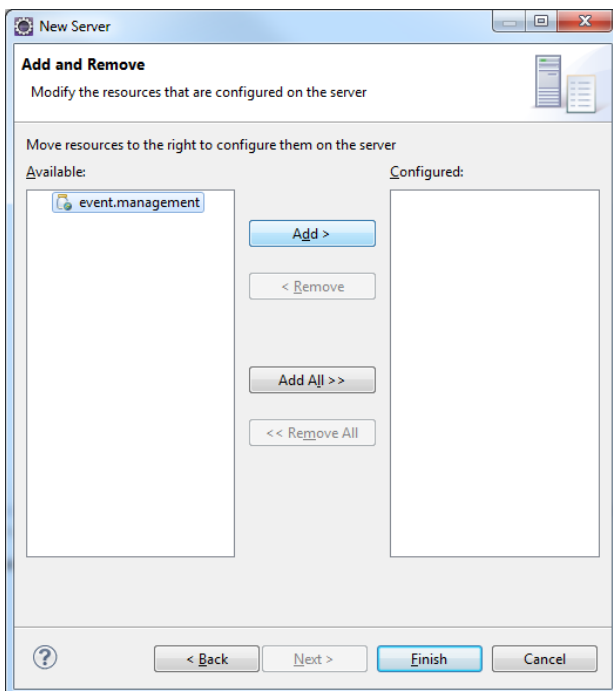 New Server
Add and Remove
Modify the resources that are configured on the server
Move resources to the right to configure them on the server
Available:
Configured:
event.management
Add >
< Remove
Add All >>
<< Remove All
?
< Back
Next >
Finish
Cancel